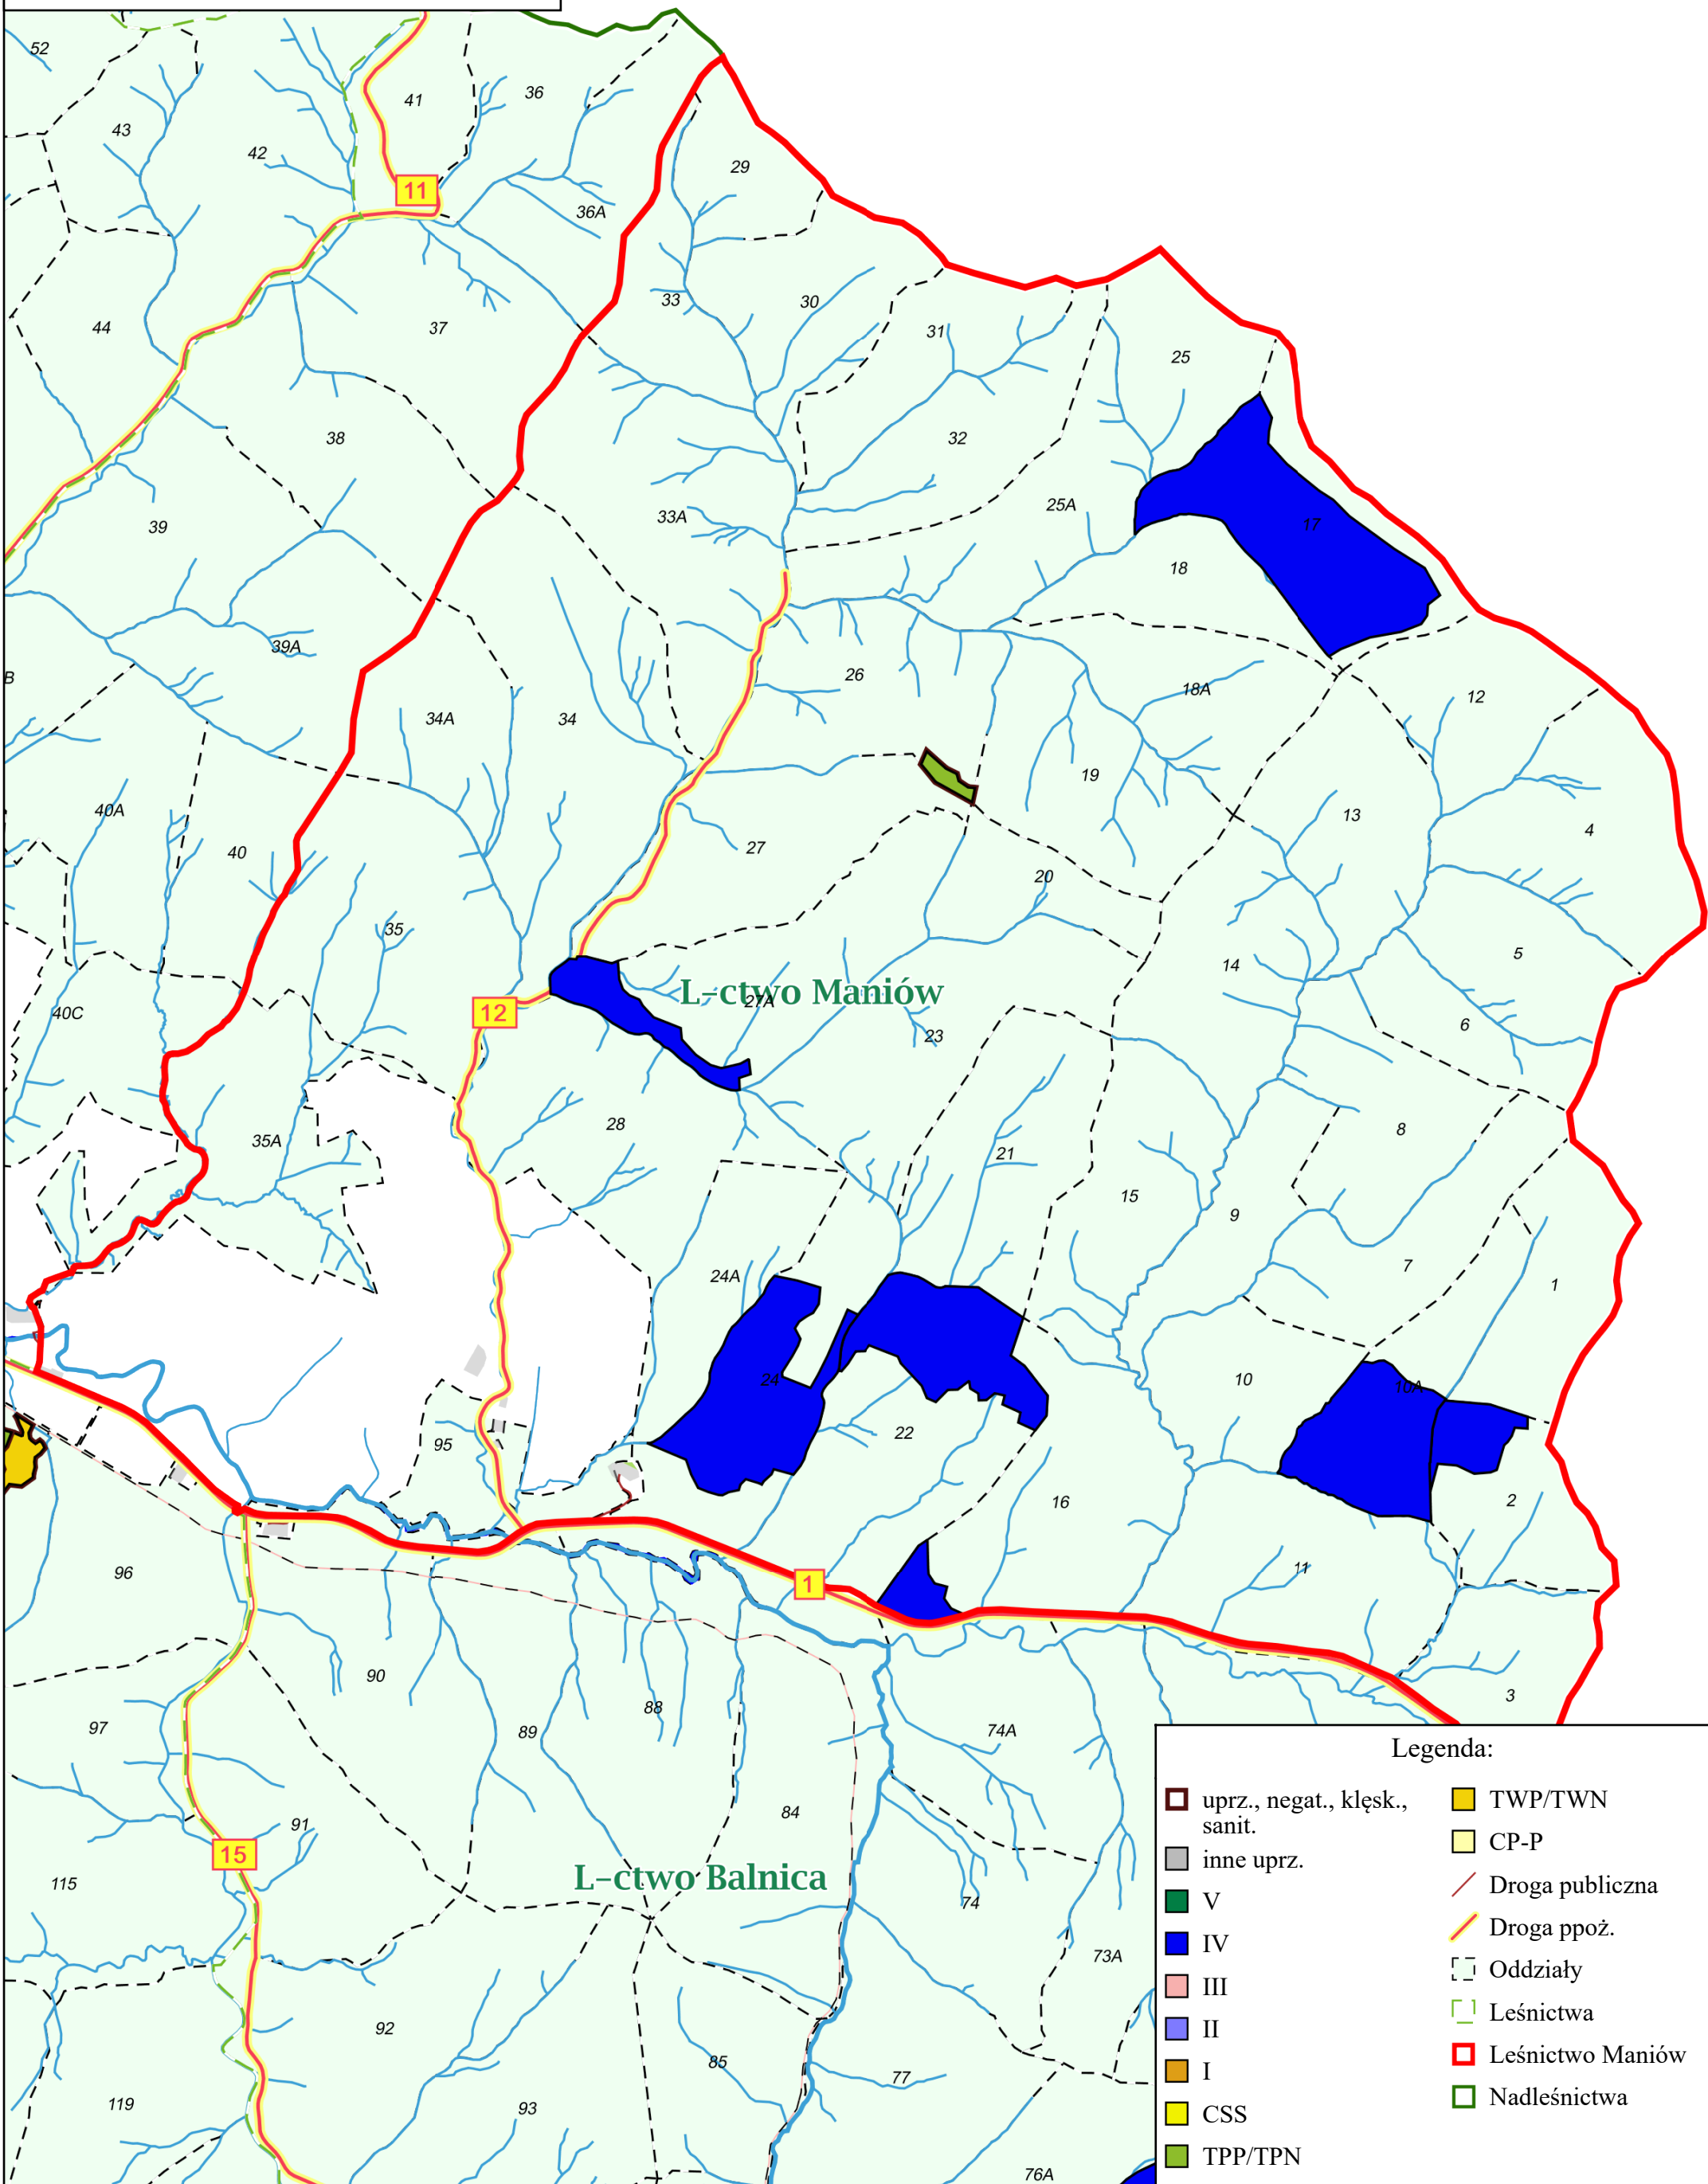 52
41
36
43
42
29
11
36A
33
30
44
37
31
25
38
32
25A
17
33A
39
18
39A
B
26
18A
12
34A
34
19
13
40A
4
40
27
20
35
5
14
L-ctwo Maniów
27A
40C
12
6
23
28
8
35A
21
15
9
24A
7
1
24
10
10A
22
95
16
2
11
96
1
90
3
97
88
89
74A
Legenda:
84
91
15
L-ctwo Balnica
115
74
73A
92
85
77
119
93
76A
uprz., negat., klęsk.,
sanit.
inne uprz.
V
IV
III
II
I
CSS
TPP/TPN
TWP/TWN
CP-P
Droga publiczna
Droga ppoż.
Oddziały
Leśnictwa
Leśnictwo Maniów
Nadleśnictwa